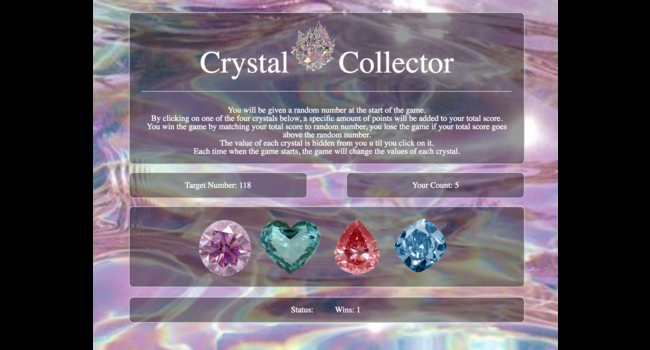 Crystal Collector
You will be given a random number at the start of the game.
By clicking on one of the four crystals below, a specific amount of points will be added to your total score.
You win the game by matching your total score to random number, you lose the game if your total score goes
above the random number.
The value of each crystal is hidden from you u til you click on it.
Each time when the game starts, the game will change the values of each crystal.
Target Number: 118
Your Count: 5
Status: Wins: 1